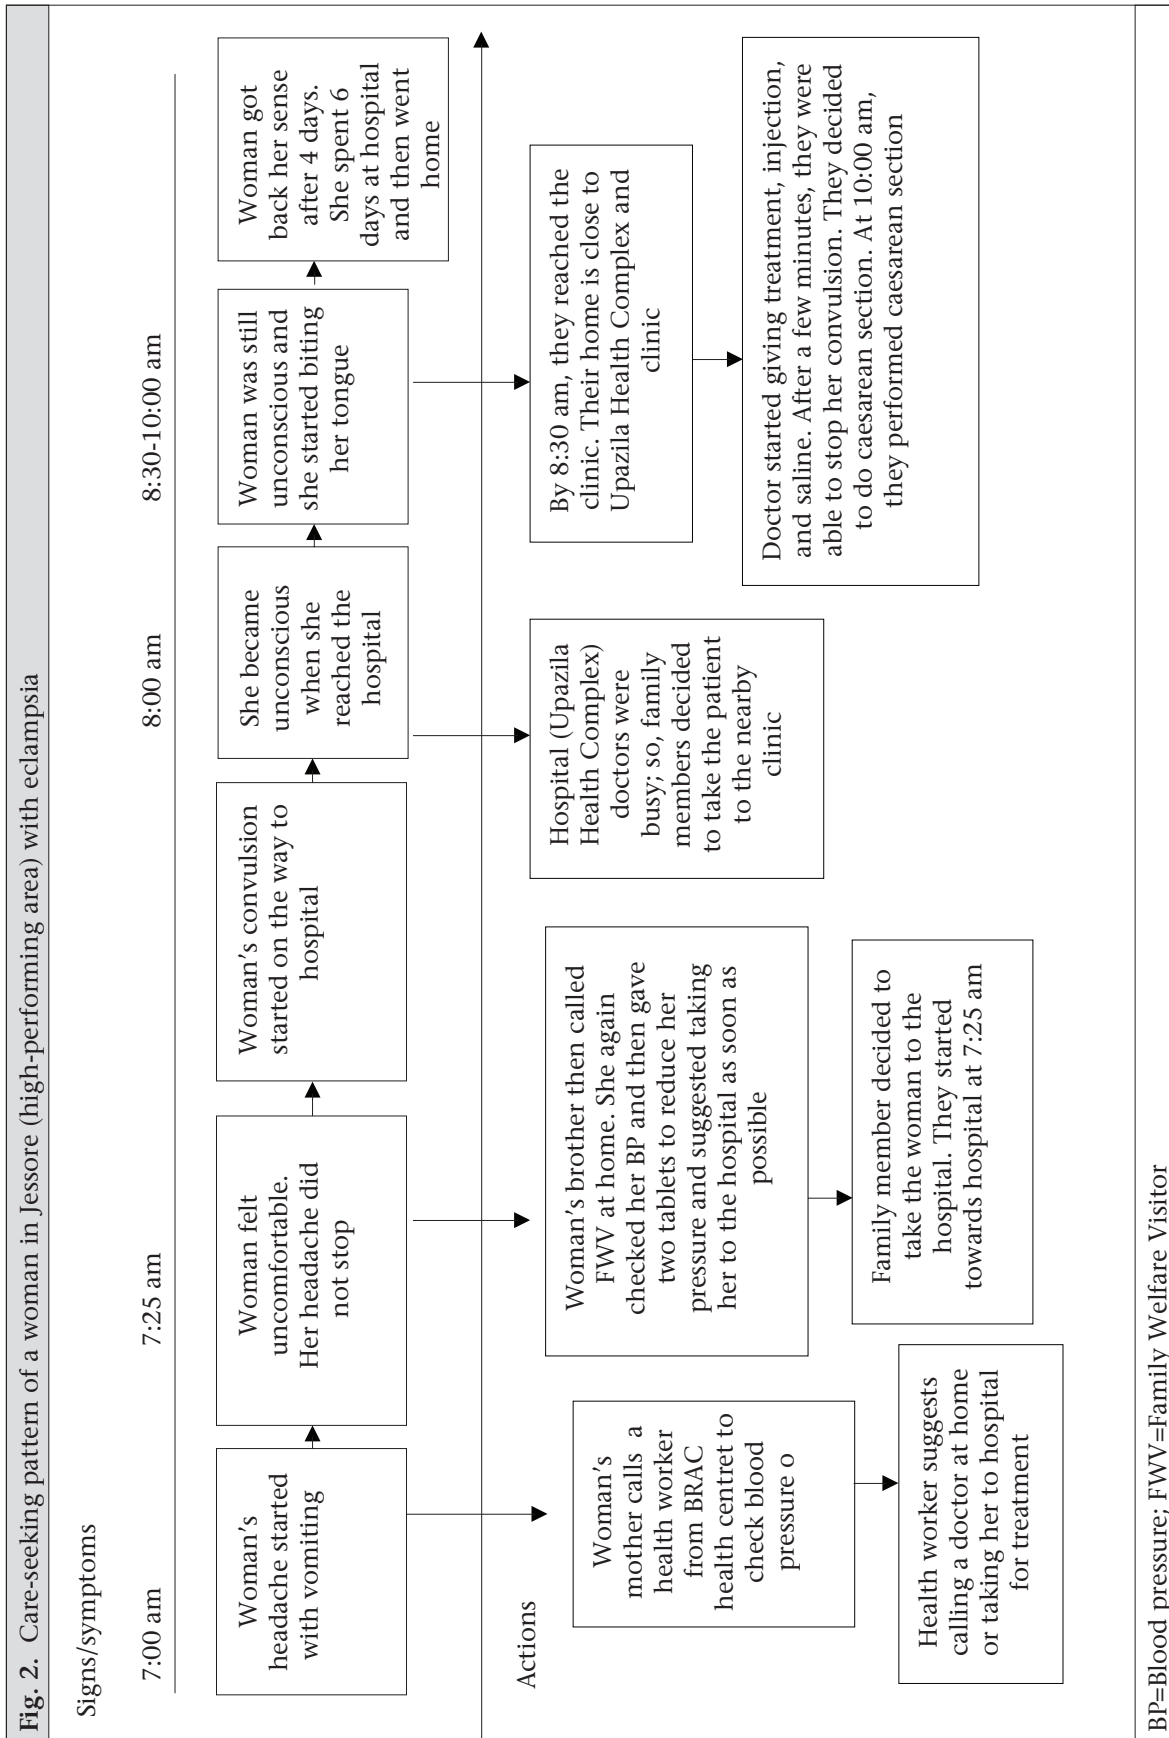 Fig. 2. Care-seeking pattern of a woman in Jessore (high-performing area) with eclampsia
Signs/symptoms
7:00 am
7:25 am
8:00 am
8:30-10:00 am
Woman's
headache started
with vomiting
Woman felt
uncomfortable.
Her headache did
not stop
Woman's convulsion
started on the way to
hospital
She became
unconscious
when she
reached the
hospital
Woman was still
unconscious and
she started biting
her tongue
Woman got
back her sense
after 4 days.
She spent 6
days at hospital
and then went
home
Actions
Woman's
mother calls a
health worker
from BRAC
health centret to
check blood
pressure o
Health worker suggests
calling a doctor at home
or taking her to hospital
for treatment
Woman's brother then called
FWV at home. She again
checked her BP and then gave
two tablets to reduce her
pressure and suggested taking
her to the hospital as soon as
possible
Family member decided to
take the woman to the
hospital. They started
towards hospital at 7:25 am
Hospital (Upazila
Health Complex)
doctors were
busy; so, family
members decided
to take the patient
to the nearby
clinic
By 8:30 am, they reached the
clinic. Their home is close to
Upazila Health Complex and
clinic
Doctor started giving treatment, injection,
and saline. After a few minutes, they were
able to stop her convulsion. They decided
to do caesarean section. At 10:00 am,
they performed caesarean section
BP=Blood pressure; FWV=Family Welfare Visitor